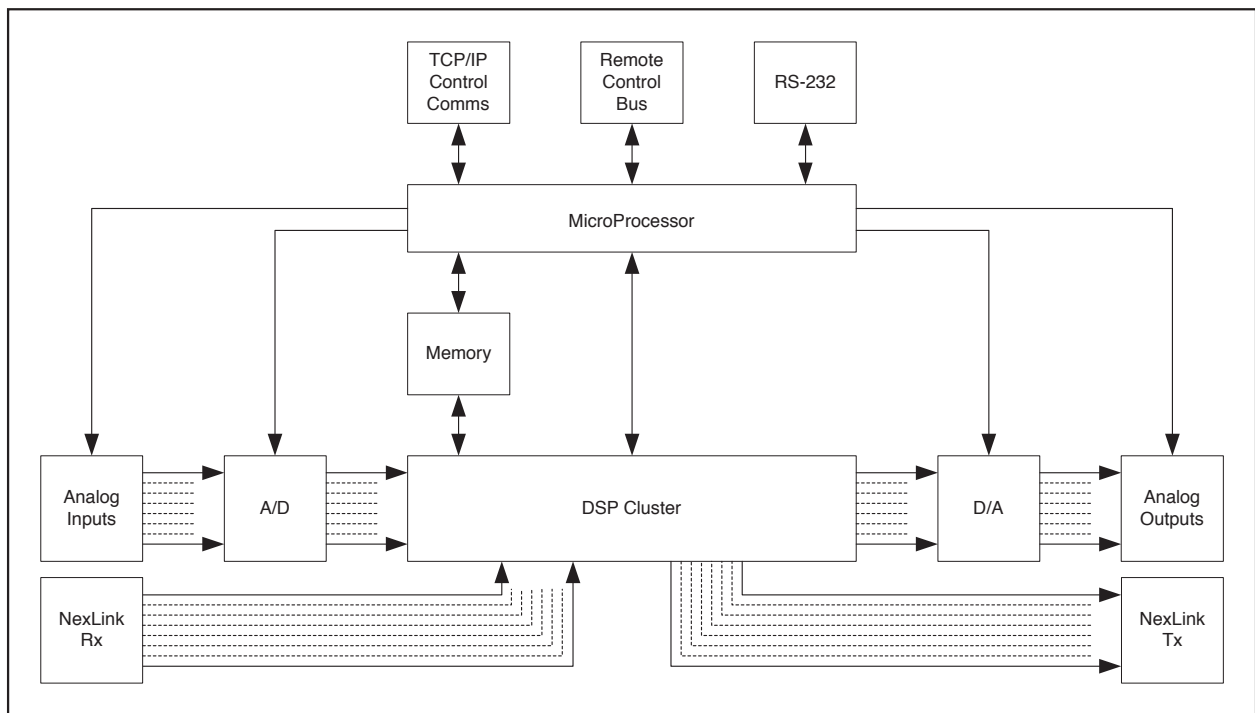 TCP/IP
Control
Comms
Remote
Control
Bus
RS-232
MicroProcessor
Memory
Analog
Inputs
A/D
DSP Cluster
D/A
Analog
Outputs
NexLink
Rx
NexLink
Tx